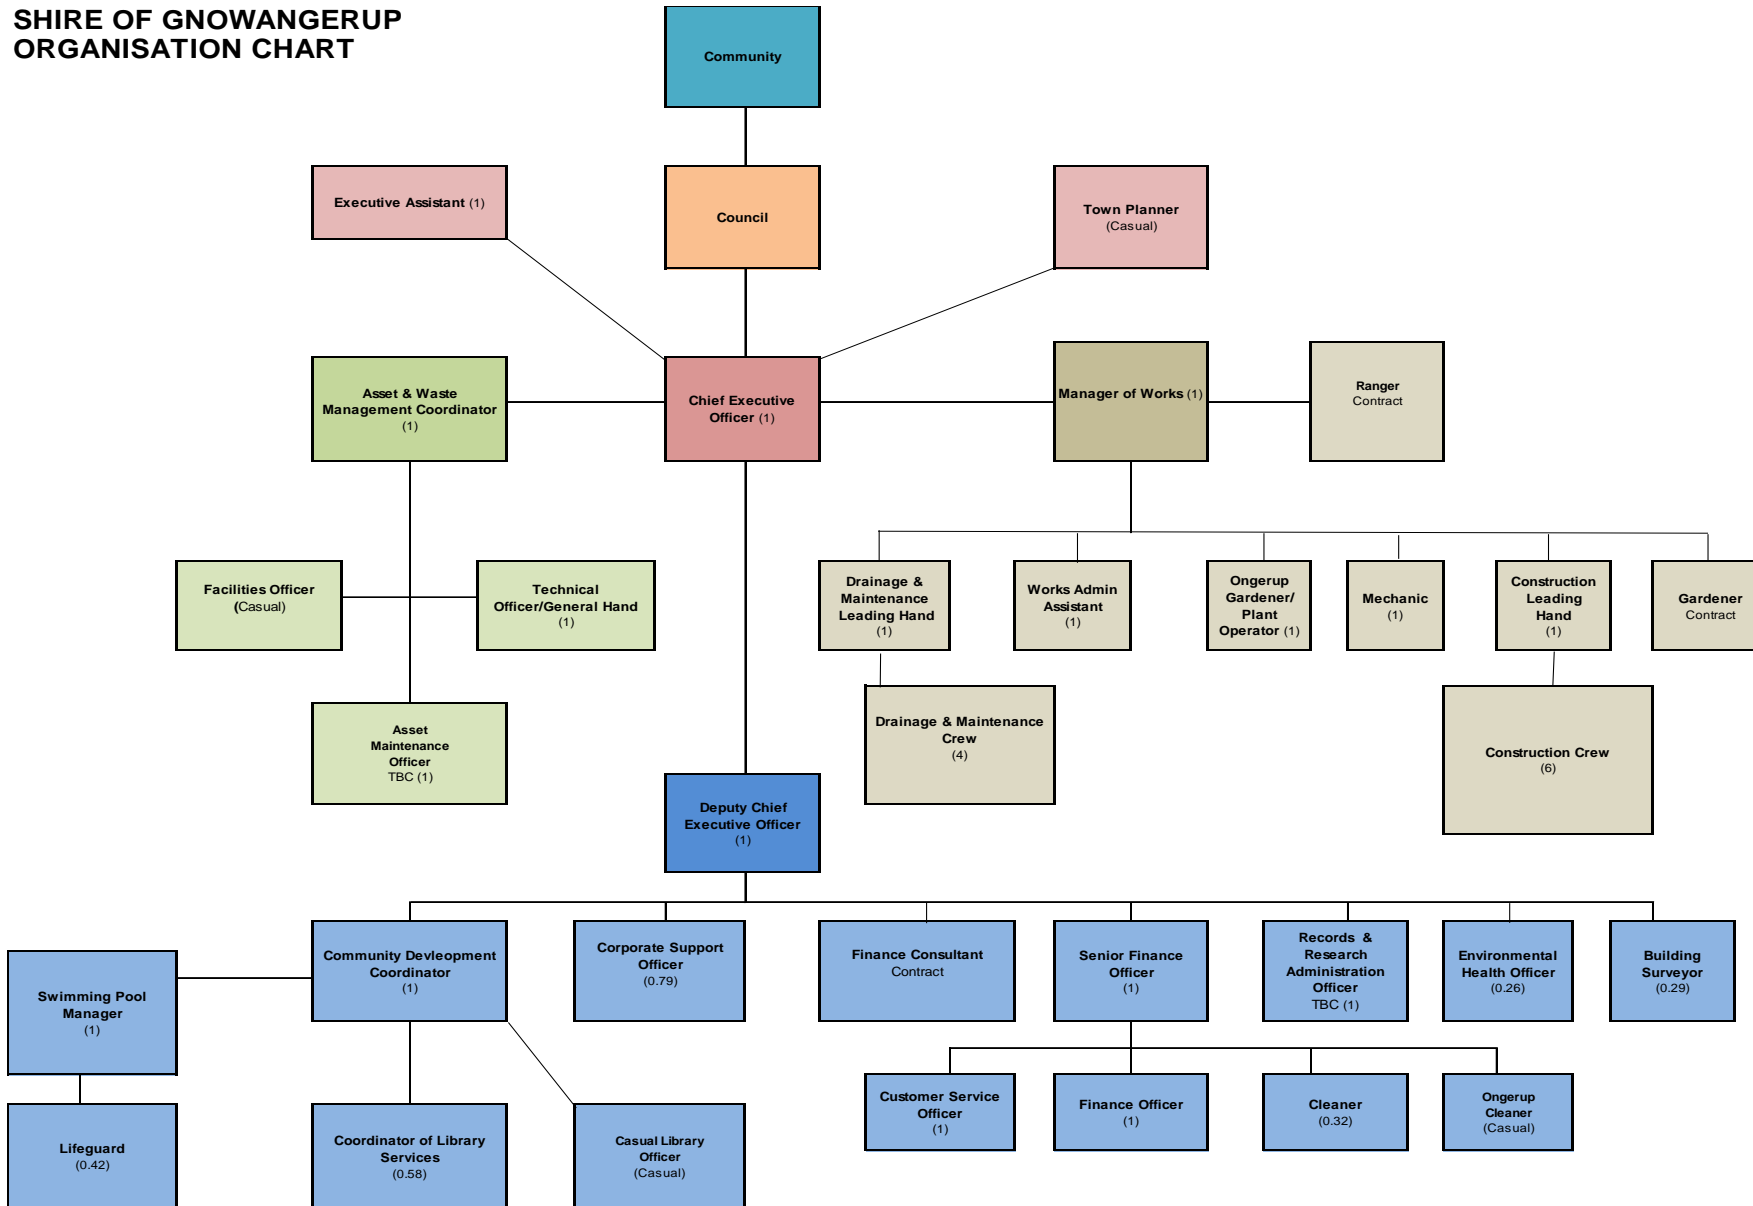 SHIRE OF GNOWANGERUP
ORGANISATION CHART
Community
Executive Assistant (1)
Council
Town Planner
(Casual)
Asset & Waste
Management Coordinator
(1)
Chief Executive
Officer (1)
Manager of Works (1)
Ranger
Contract
Facilities Officer
(Casual)
Technical
Officer/General Hand
(1)
Drainage &
Maintenance
Leading Hand
(1)
Works Admin
Assistant
(1)
Ongerup
Gardener/
Plant
Operator (1)
Mechanic
(1)
Construction
Leading
Hand
(1)
Gardener
Contract
Asset
Maintenance
Officer
TBC (1)
Drainage & Maintenance
Crew
(4)
Construction Crew
(6)
Deputy Chief
Executive Officer
(1)
Swimming Pool
Manager
(1)
Community Devleopment
Coordinator
(1)
Corporate Support
Officer
(0.79)
Finance Consultant
Contract
Senior Finance
Officer
(1)
Records &
Research
Administration
Officer
TBC (1)
Environmental
Health Officer
(0.26)
Building
Surveyor
(0.29)
Lifeguard
(0.42)
Coordinator of Library
Services
(0.58)
Casual Library
Officer
(Casual)
Customer Service
Officer
(1)
Finance Officer
(1)
Cleaner
(0.32)
Ongerup
Cleaner
(Casual)